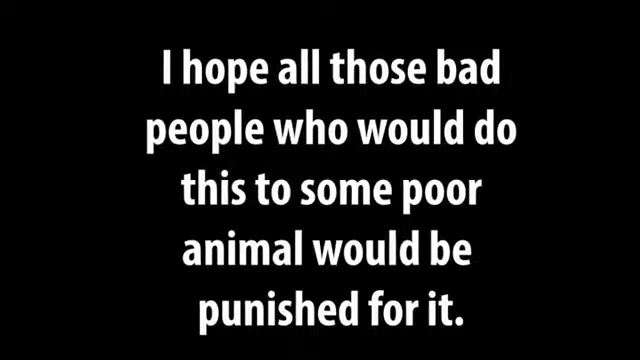 I hope all those bad
people who would do
this to some poor
animal would be
punished for it.